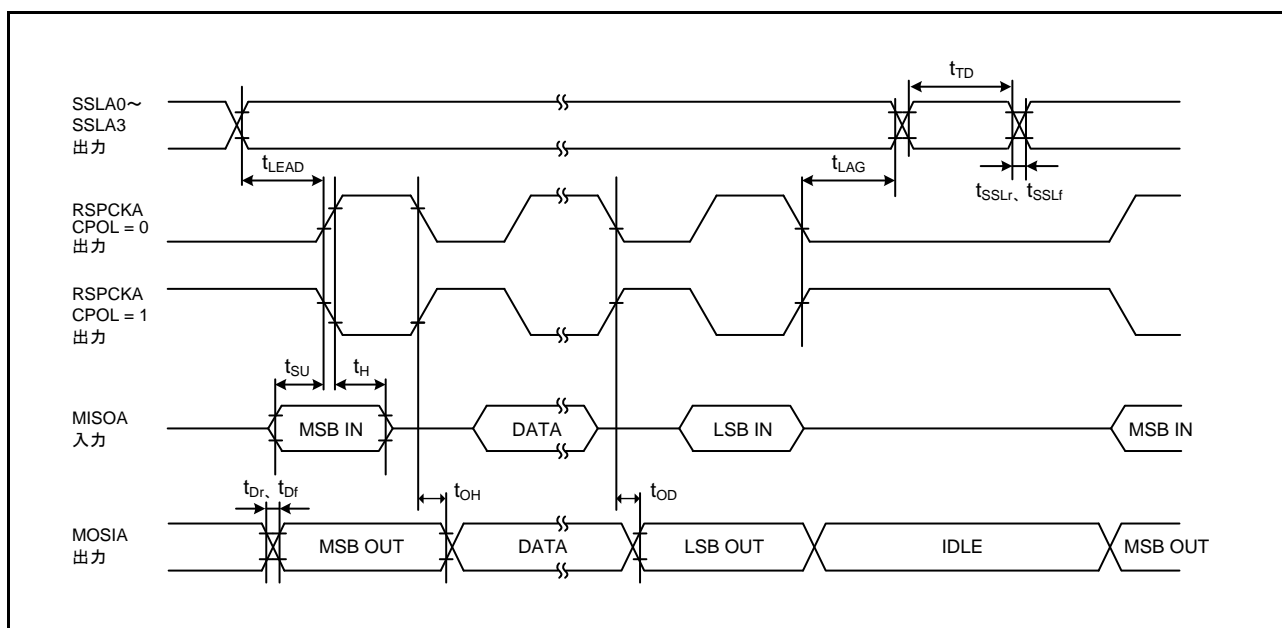 tTD
SSLA0～
SSLA3
出力
tLEAD
tLAG
tSSLr、tSSLf
RSPCKA
CPOL = 0
出力
RSPCKA
CPOL = 1
出力
tSU
tH
MISOA
入力
MSB IN
DATA
LSB IN
MSB IN
tDr、tDf
tOH
tOD
MOSIA
出力
MSB OUT
DATA
LSB OUT
IDLE
MSB OUT